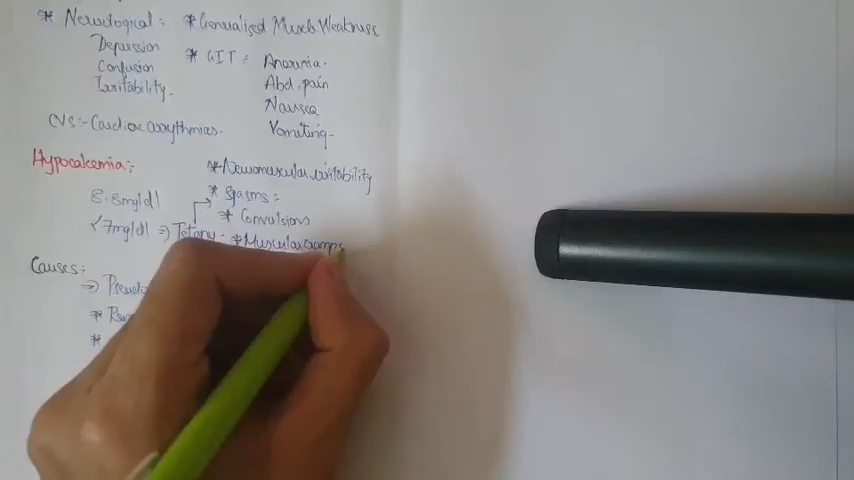 * Neurological: * Generalised Muscle Weakness
Depression
Confusion
Irritability.
* GIT: Anorexia.
Abd. pain
Nausea
Vomiting.
CVS:- Cardiac arrythmias.
Hypocalcemia:
8.8mg/dl
<7mg/dl => Tetany - * Muscular cramps
* Neuromuscular irritability
* Spasms:
* Convulsions
Causes:
=> Pseudo
*
*